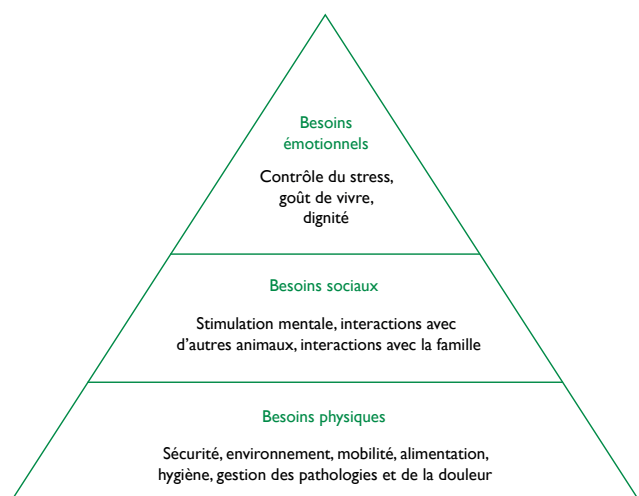 Besoins
émotionnels
Contrôle du stress,
goût de vivre,
dignité
Besoins sociaux
Stimulation mentale, interactions avec
d'autres animaux, interactions avec la famille
Besoins physiques
Sécurité, environnement, mobilité, alimentation,
hygiène, gestion des pathologies et de la douleur